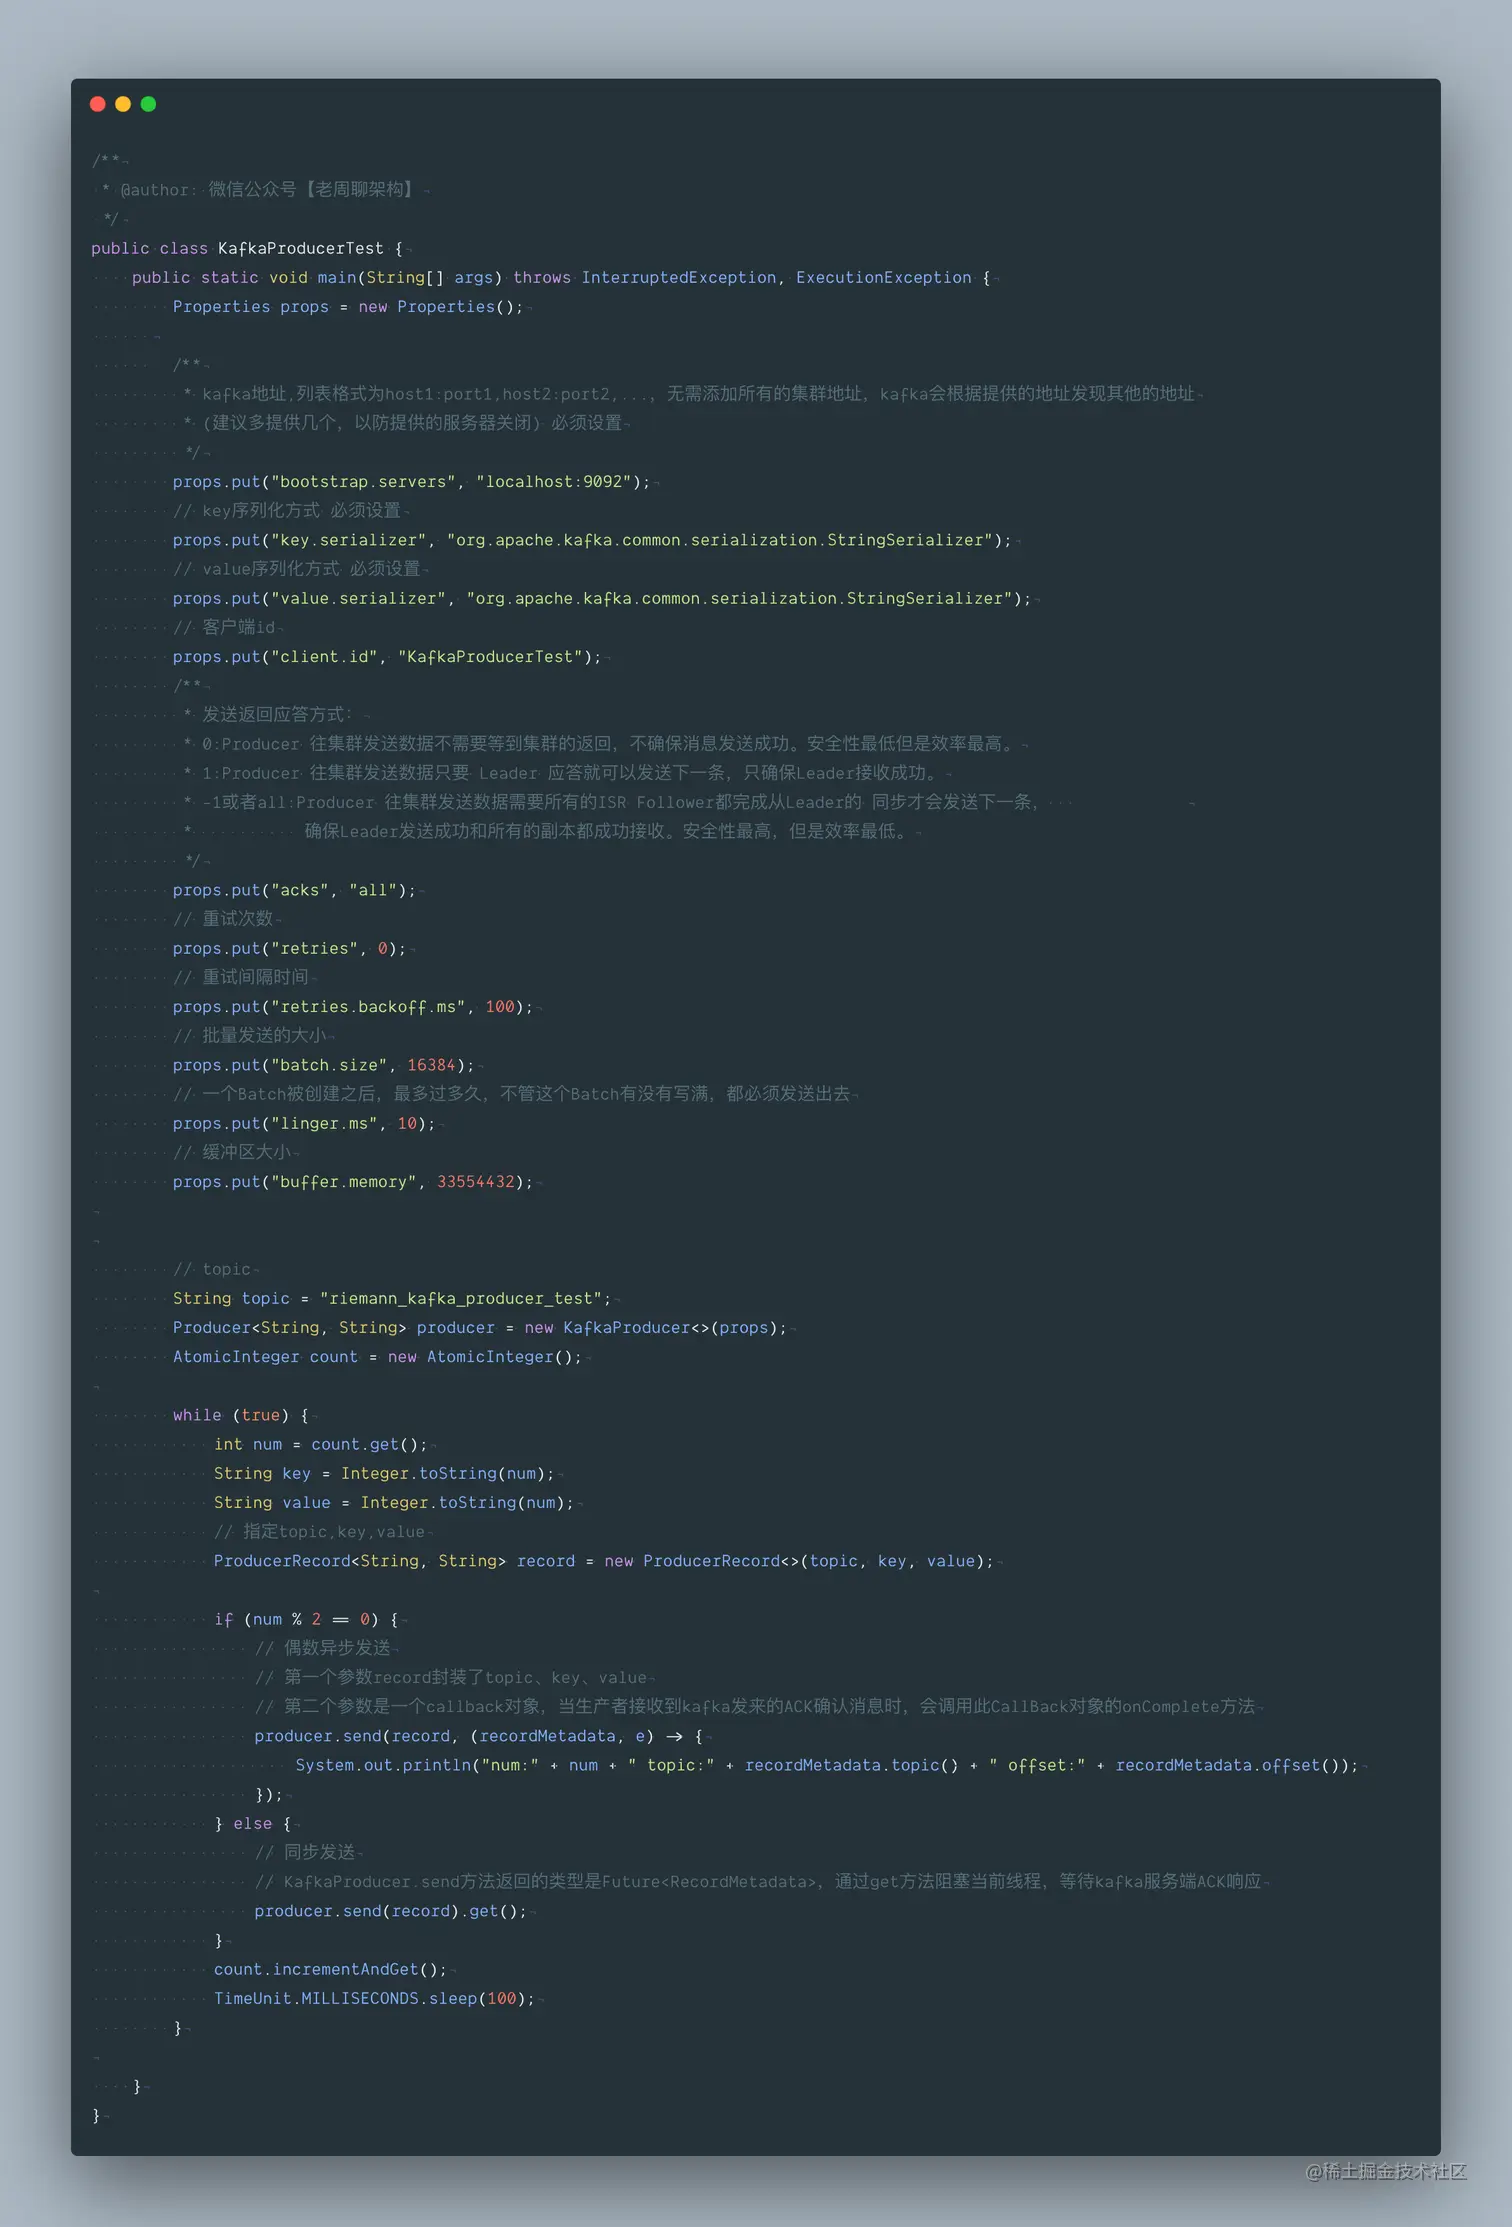 /**
 * @author: 微信公众号【老周聊架构】
 */
public class KafkaProducerTest {
    public static void main(String[] args) throws InterruptedException, ExecutionException {
        Properties props = new Properties();

        /**
         * kafka地址,列表格式为host1:port1,host2:port2,...，无需添加所有的集群地址，kafka会根据提供的地址发现其他的地址
         * (建议多提供几个，以防提供的服务器关闭) 必须设置
         */
        props.put("bootstrap.servers", "localhost:9092");
        // key序列化方式 必须设置
        props.put("key.serializer", "org.apache.kafka.common.serialization.StringSerializer");
        // value序列化方式 必须设置
        props.put("value.serializer", "org.apache.kafka.common.serialization.StringSerializer");
        // 客户端id
        props.put("client.id", "KafkaProducerTest");
        /**
         * 发送返回应答方式：
         * 0:Producer 往集群发送数据不需要等到集群的返回，不确保消息发送成功。安全性最低但是效率最高。
         * 1:Producer 往集群发送数据只要 Leader 应答就可以发送下一条，只确保Leader接收成功。
         * -1或者all:Producer 往集群发送数据需要所有的ISR Follower都完成从Leader的 同步才会发送下一条，
         *           确保Leader发送成功和所有的副本都成功接收。安全性最高，但是效率最低。
         */
        props.put("acks", "all");
        // 重试次数
        props.put("retries", 0);
        // 重试间隔时间
        props.put("retries.backoff.ms", 100);
        // 批量发送的大小
        props.put("batch.size", 16384);
        // 一个Batch被创建之后，最多过多久，不管这个Batch有没有写满，都必须发送出去
        props.put("linger.ms", 10);
        // 缓冲区大小
        props.put("buffer.memory", 33554432);


        // topic
        String topic = "riemann_kafka_producer_test";
        Producer<String, String> producer = new KafkaProducer<>(props);
        AtomicInteger count = new AtomicInteger();

        while (true) {
            int num = count.get();
            String key = Integer.toString(num);
            String value = Integer.toString(num);
            // 指定topic,key,value
            ProducerRecord<String, String> record = new ProducerRecord<>(topic, key, value);

            if (num % 2 == 0) {
                // 偶数异步发送
                // 第一个参数record封装了topic、key、value
                // 第二个参数是一个callback对象，当生产者接收到kafka发来的ACK确认消息时，会调用此CallBack对象的onComplete方法
                producer.send(record, (recordMetadata, e) -> {
                    System.out.println("num:" + num + " topic:" + recordMetadata.topic() + " offset:" + recordMetadata.offset());
                });
            } else {
                // 同步发送
                // KafkaProducer.send方法返回的类型是Future<RecordMetadata>，通过get方法阻塞当前线程，等待kafka服务端ACK响应
                producer.send(record).get();
            }
            count.incrementAndGet();
            TimeUnit.MILLISECONDS.sleep(100);
        }

    }
}
@稀土掘金技术社区